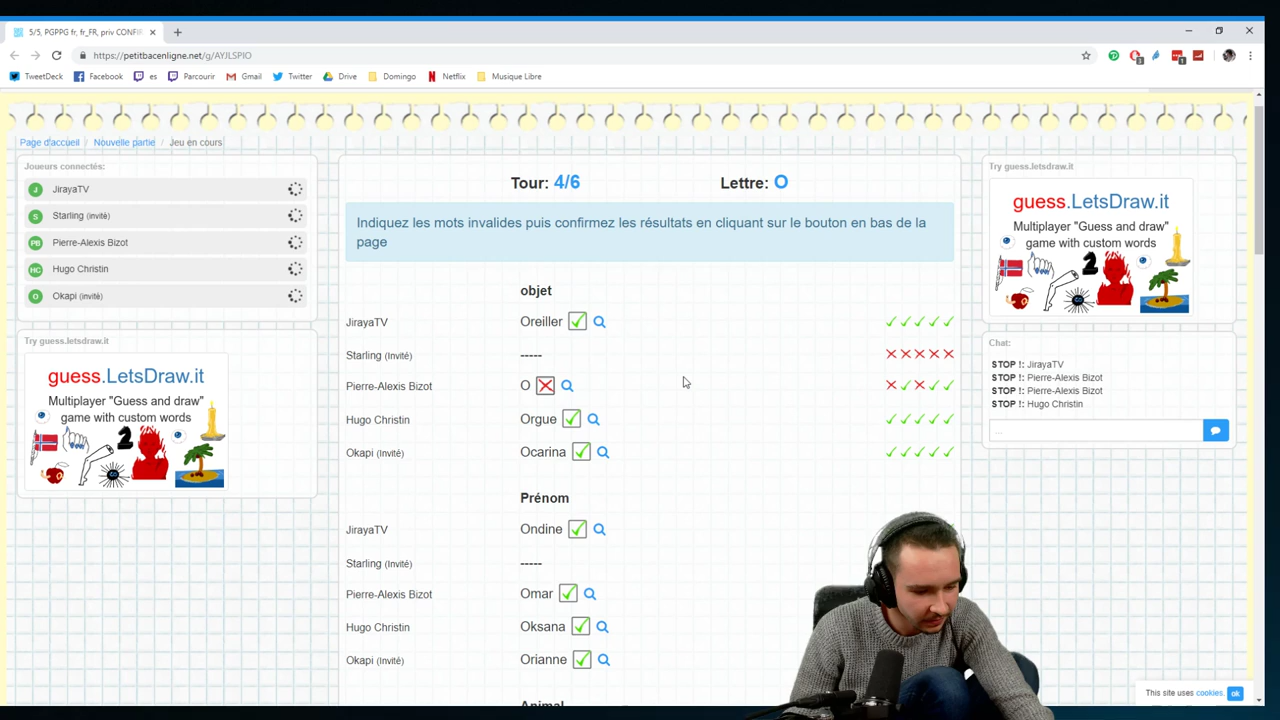 5/5, PGPPG fr, fr_FR, priv CONFIR
https://petitbacenligne.net/g/AYJLSPIO
TweetDeck Facebook es Parcourir Gmail Twitter Drive Domingo Netflix Musique Libre
Page d'accueil / Nouvelle partie / Jeu en cours
Joueurs connectés:
J JirayaTV
S Starling (invité)
PB Pierre-Alexis Bizot
HC Hugo Christin
O Okapi (invité)
Try guess.letsdraw.it
guess.LetsDraw.it
Multiplayer "Guess and draw"
game with custom words
Tour: 4/6 Lettre: O
Indiquez les mots invalides puis confirmez les résultats en cliquant sur le bouton en bas de la
page
objet
JirayaTV Oreiller
Starling (Invité) -----
Pierre-Alexis Bizot O
Hugo Christin Orgue
Okapi (Invité) Ocarina
Prénom
JirayaTV Ondine
Starling (Invité) -----
Pierre-Alexis Bizot Omar
Hugo Christin Oksana
Okapi (Invité) Orianne
Animal
Try guess.letsdraw.it
guess.LetsDraw.it
Multiplayer "Guess and draw"
game with custom words
Chat:
STOP !: JirayaTV
STOP !: Pierre-Alexis Bizot
STOP !: Pierre-Alexis Bizot
STOP !: Hugo Christin
...
This site uses cookies. ok